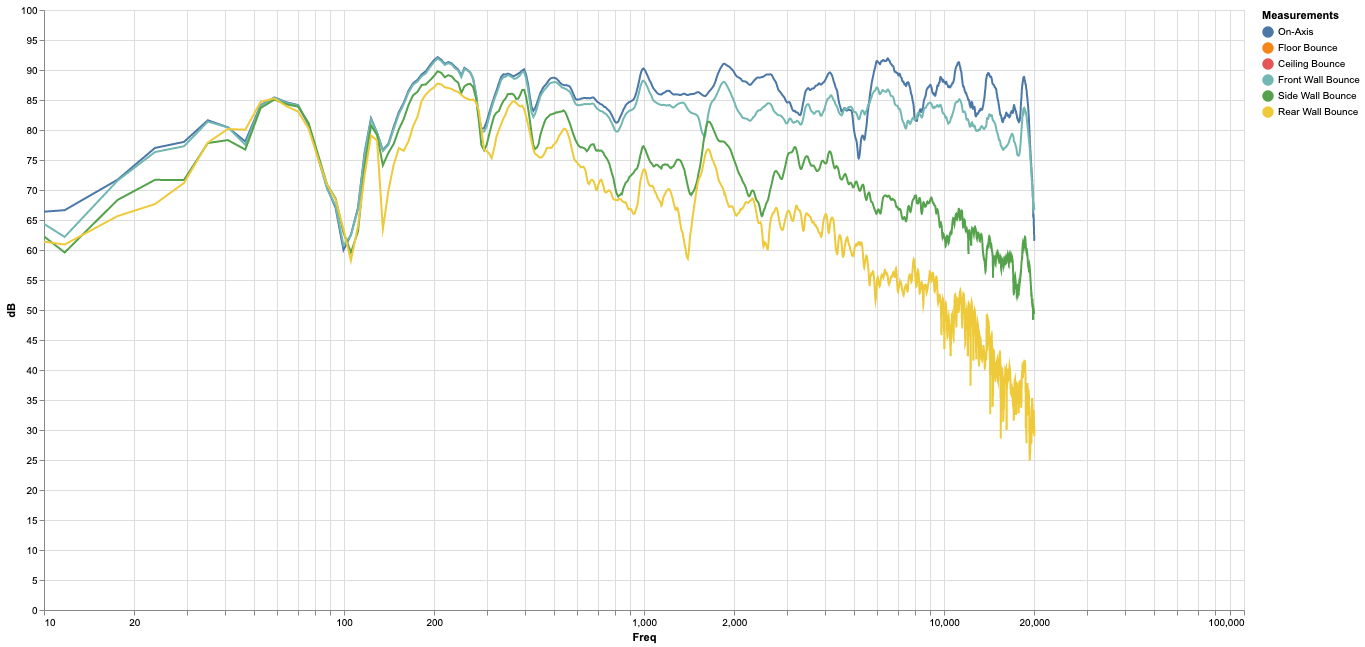 Measurements
On-Axis
Floor Bounce
Ceiling Bounce
Front Wall Bounce
Side Wall Bounce
Rear Wall Bounce
100
95
90
85
80
75
70
65
60
55
50
45
40
35
30
25
20
15
10
5
0
dB
10 20 100 200 1,000 2,000 10,000 20,000 100,000
Freq